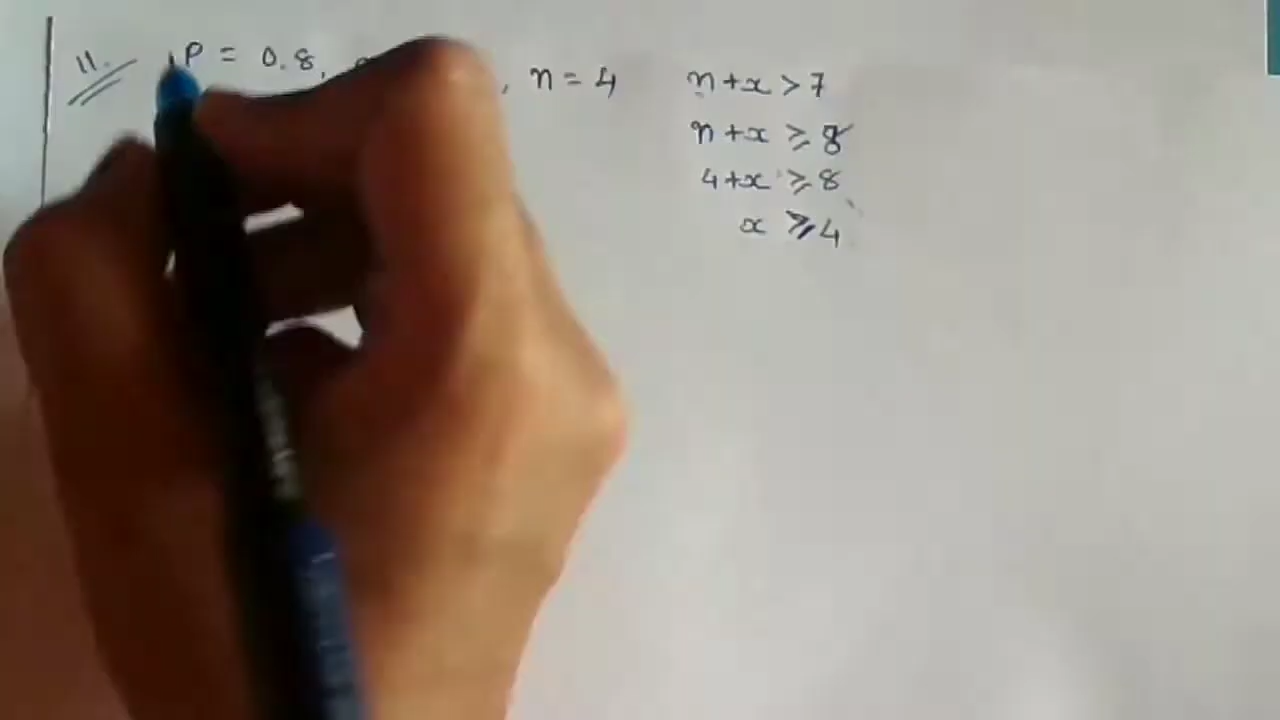 11. P = 0.8, , n = 4
n + x > 7
n + x ⩾ 8
4 + x ⩾ 8
x ⩾ 4